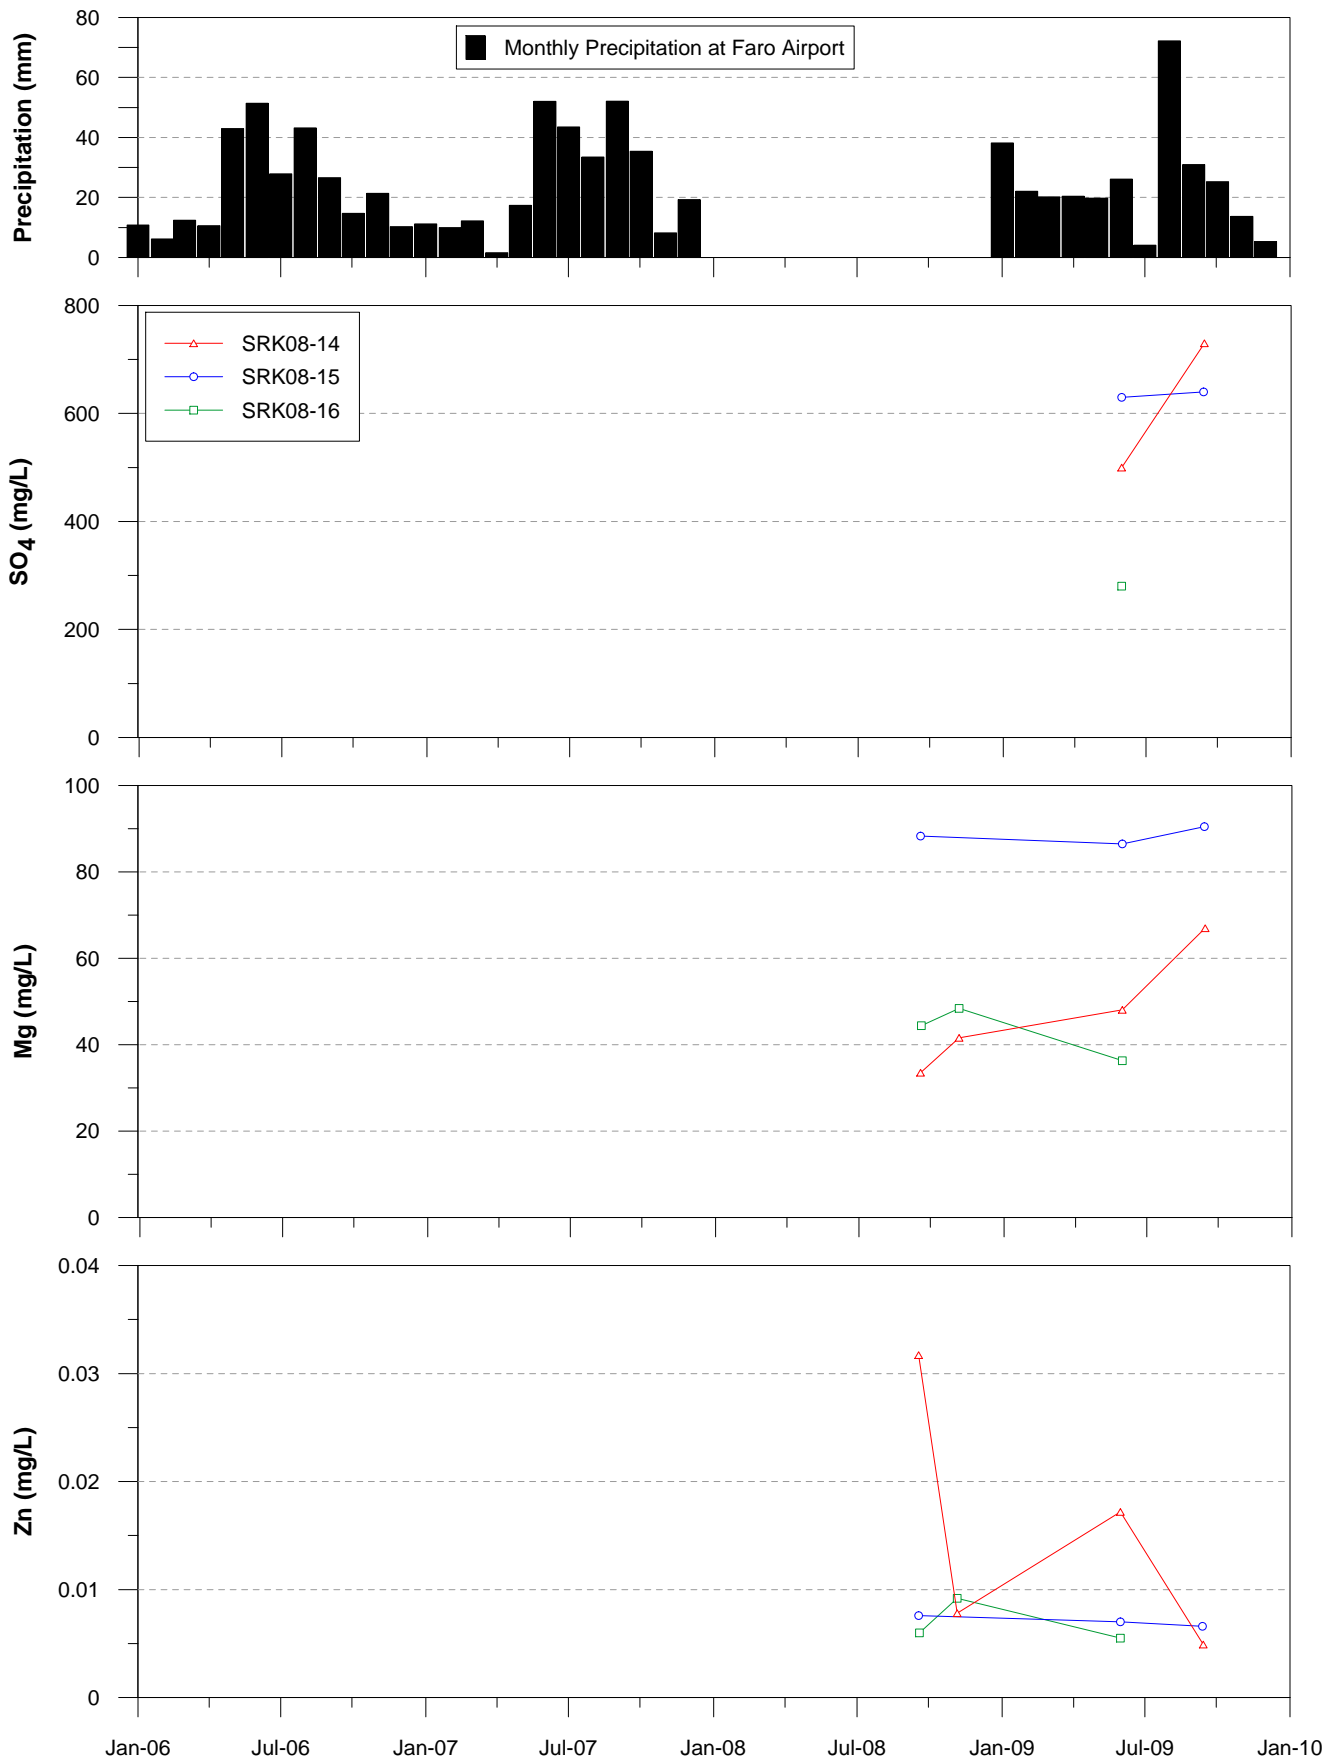 Precipitation (mm)
80
60
40
20
0
Monthly Precipitation at Faro Airport
SO4 (mg/L)
800
600
400
200
0
SRK08-14
SRK08-15
SRK08-16
Mg (mg/L)
100
80
60
40
20
0
Zn (mg/L)
0.04
0.03
0.02
0.01
0
Jan-06 Jul-06 Jan-07 Jul-07 Jan-08 Jul-08 Jan-09 Jul-09 Jan-10